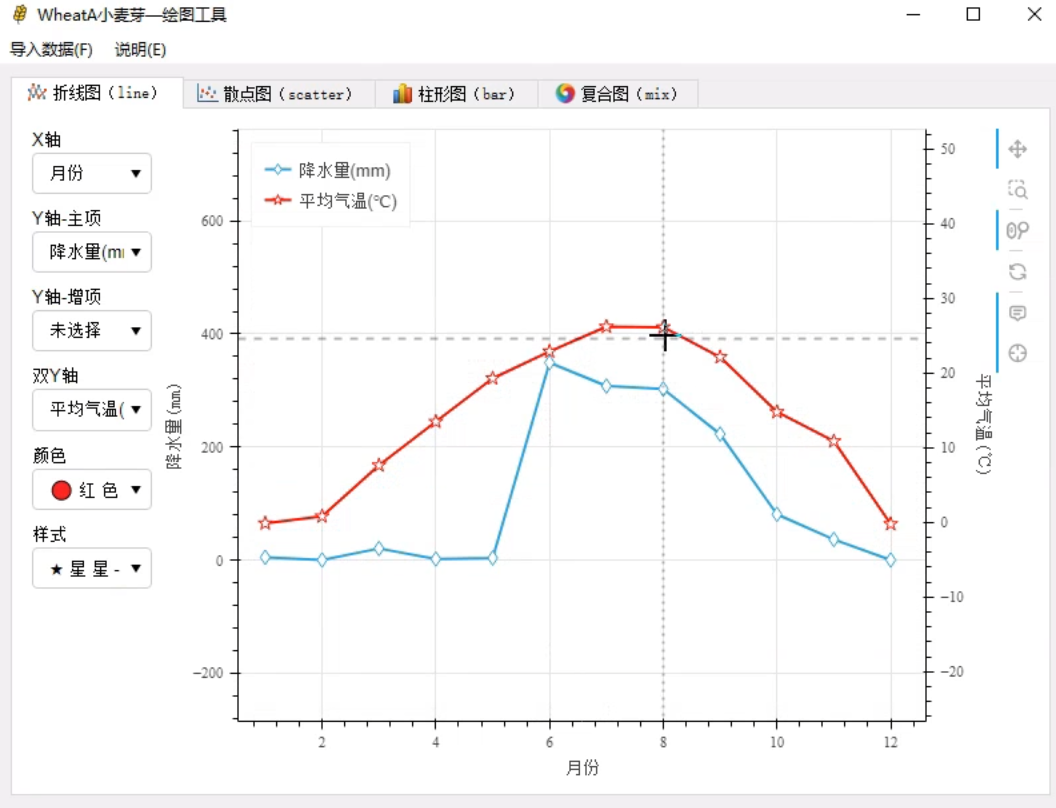 WheatA小麦芽—绘图工具
导入数据(F) 说明(E)
折线图（line） 散点图（scatter） 柱形图（bar） 复合图（mix）
X轴
月份
Y轴-主项
降水量(m
Y轴-增项
未选择
双Y轴
平均气温(
颜色
红 色
样式
★ 星 星 -
降水量(mm)
平均气温(℃)
600
400
200
0
-200
降水量(mm)
50
40
30
20
10
0
-10
-20
平均气温(℃)
2 4 6 8 10 12
月份